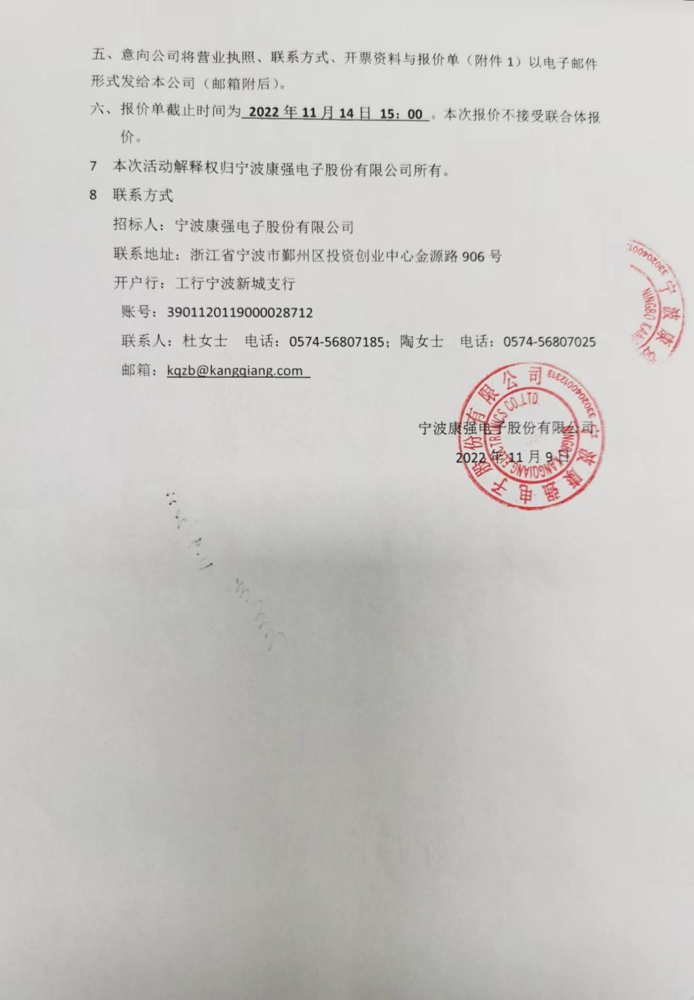 五、意向公司将营业执照、联系方式、开票资料与报价单（附件 1）以电子邮件
形式发给本公司（邮箱附后）。
六、报价单截止时间为 2022 年 11 月 14 日 15：00 。本次报价不接受联合体报
价。
7 本次活动解释权归宁波康强电子股份有限公司所有。
8 联系方式
招标人：宁波康强电子股份有限公司
联系地址：浙江省宁波市鄞州区投资创业中心金源路 906 号
开户行：工行宁波新城支行
账号：3901120119000028712
联系人：杜女士 电话：0574-56807185；陶女士 电话：0574-56807025
邮箱：kqzb@kangqiang.com
宁波康强电子股份有限公司
2022 年 11 月 9 日
宁波康强电子股份有限公司
NINGBO KANGQIANG ELECTRONICS CO.,LTD
3302040012313
宁波康强
NINGBO KANG
330204001